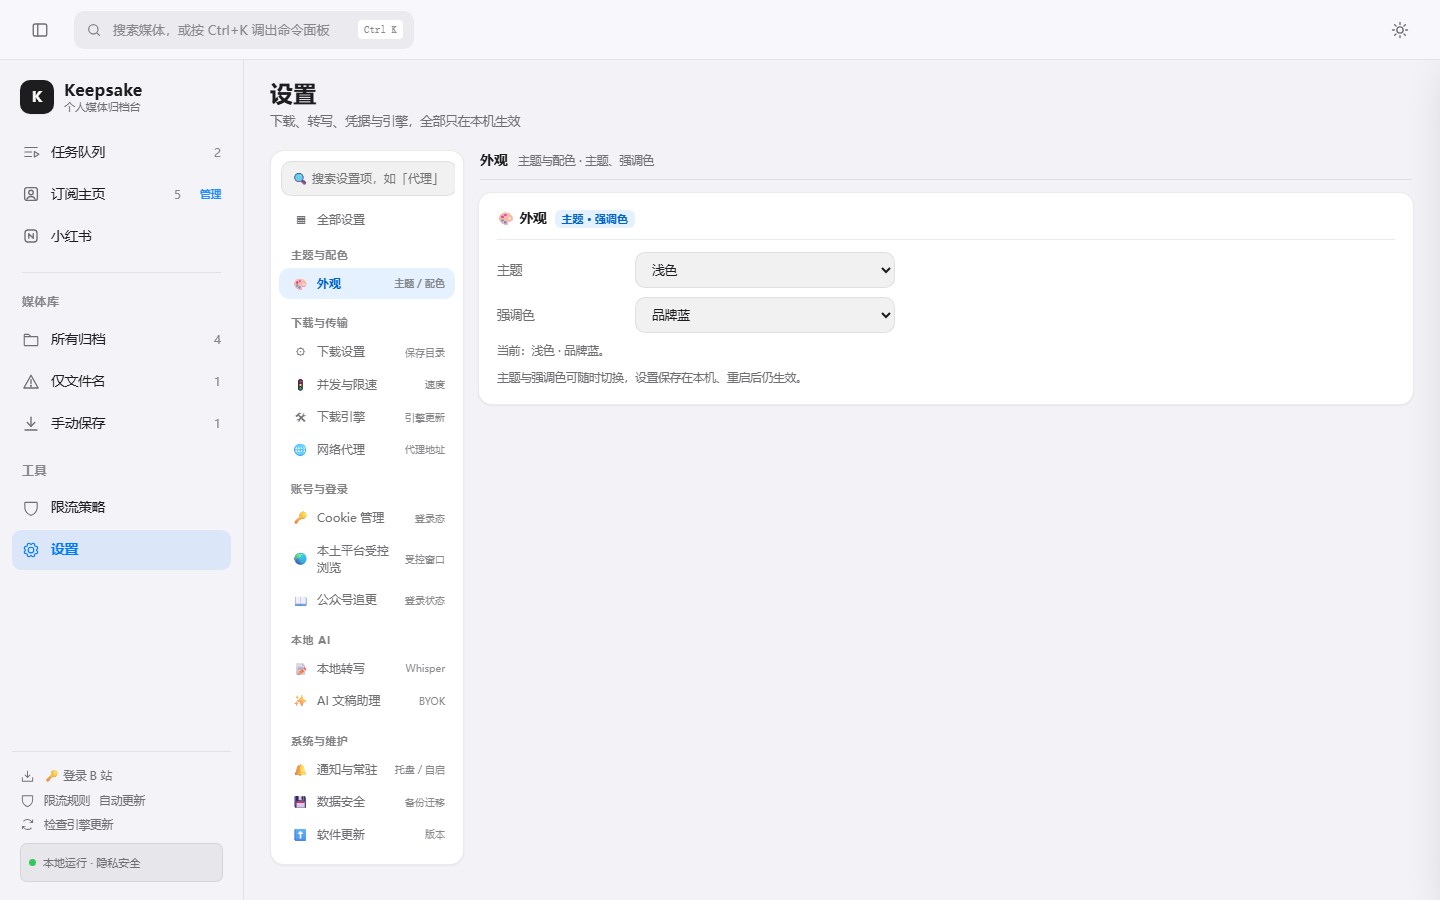 搜索媒体，或按 Ctrl+K 调出命令面板 Ctrl K
K Keepsake
个人媒体归档台
任务队列 2
订阅主页 5 管理
小红书
媒体库
所有归档 4
仅文件名 1
手动保存 1
工具
限流策略
设置
登录 B 站
限流规则 自动更新
检查引擎更新
本地运行 · 隐私安全
设置
下载、转写、凭据与引擎，全部只在本机生效
搜索设置项，如「代理」
全部设置
主题与配色
外观 主题 / 配色
下载与传输
下载设置 保存目录
并发与限速 速度
下载引擎 引擎更新
网络代理 代理地址
账号与登录
Cookie 管理 登录态
本土平台受控
浏览 受控窗口
公众号追更 登录状态
本地 AI
本地转写 Whisper
AI 文稿助理 BYOK
系统与维护
通知与常驻 托盘 / 自启
数据安全 备份迁移
软件更新 版本
外观 主题与配色 · 主题、强调色
外观 主题 • 强调色
主题 浅色
强调色 品牌蓝
当前：浅色 · 品牌蓝。
主题与强调色可随时切换，设置保存在本机、重启后仍生效。